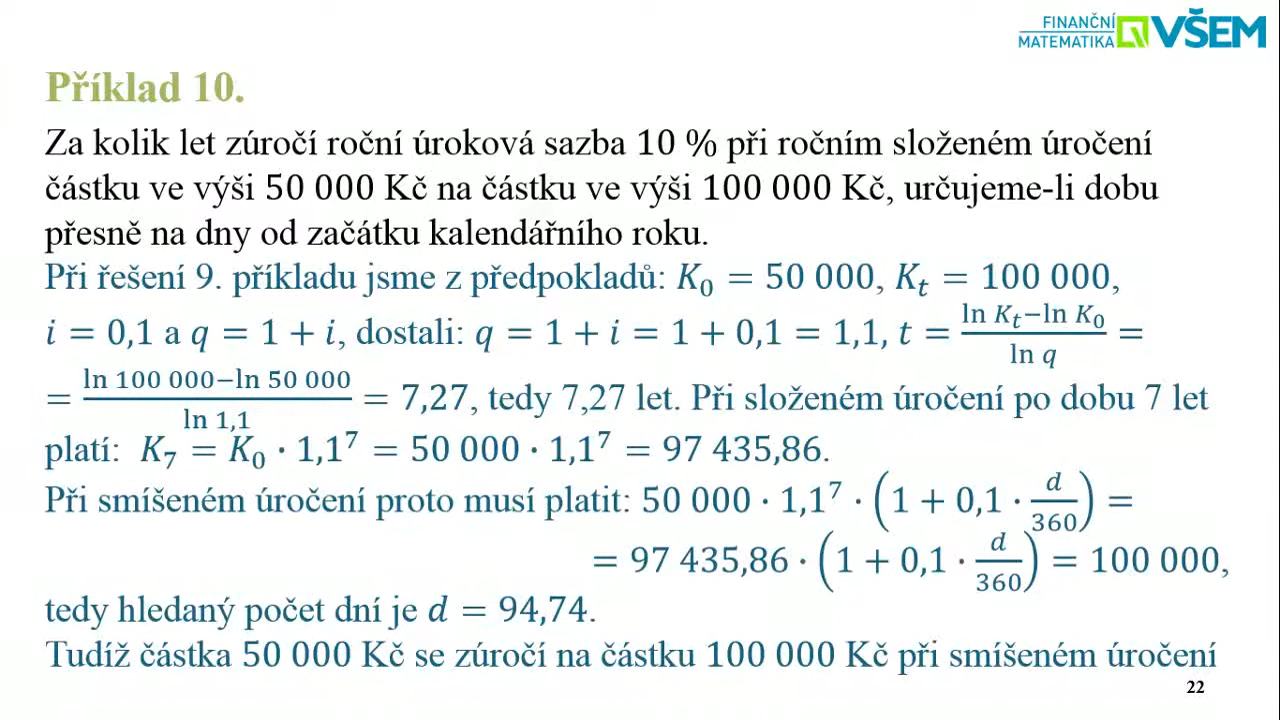 FINANČNÍ
MATEMATIKA VŠEM
Příklad 10.
Za kolik let zúročí roční úroková sazba 10 % při ročním složeném úročení
částku ve výši 50 000 Kč na částku ve výši 100 000 Kč, určujeme-li dobu
přesně na dny od začátku kalendářního roku.
Při řešení 9. příkladu jsme z předpokladů: K₀ = 50 000, Kₜ = 100 000,
i = 0,1 a q = 1 + i, dostali: q = 1 + i = 1 + 0,1 = 1,1, t = (ln Kₜ−ln K₀)/(ln q) =
= (ln 100 000−ln 50 000)/(ln 1,1) = 7,27, tedy 7,27 let. Při složeném úročení po dobu 7 let
platí: K₇ = K₀ · 1,1⁷ = 50 000 · 1,1⁷ = 97 435,86.
Při smíšeném úročení proto musí platit: 50 000 · 1,1⁷ · (1 + 0,1 · d/360) =
= 97 435,86 · (1 + 0,1 · d/360) = 100 000,
tedy hledaný počet dní je d = 94,74.
Tudíž částka 50 000 Kč se zúročí na částku 100 000 Kč při smíšeném úročení
22